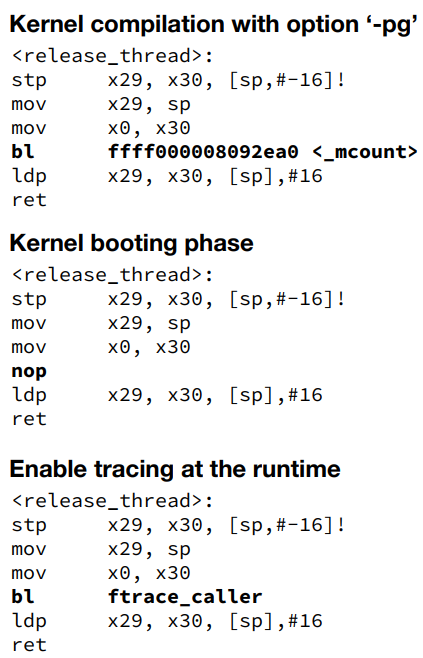 Kernel compilation with option ‘-pg’
<release_thread>:
stp x29, x30, [sp,#-16]!
mov x29, sp
mov x0, x30
bl ffff000008092ea0 <_mcount>
ldp x29, x30, [sp],#16
ret
Kernel booting phase
<release_thread>:
stp x29, x30, [sp,#-16]!
mov x29, sp
mov x0, x30
nop
ldp x29, x30, [sp],#16
ret
Enable tracing at the runtime
<release_thread>:
stp x29, x30, [sp,#-16]!
mov x29, sp
mov x0, x30
bl ftrace_caller
ldp x29, x30, [sp],#16
ret